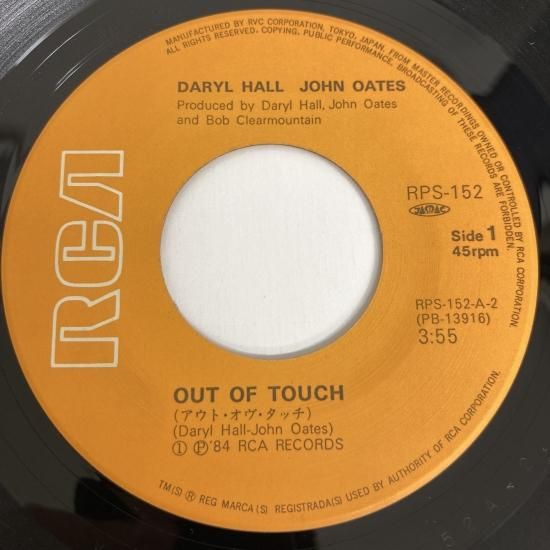 MANUFACTURED BY RVC CORPORATION, TOKYO, JAPAN. FROM MASTER RECORDINGS OWNED OR CONTROLLED BY RCA CORPORATION.
ALL RIGHTS RESERVED. COPYING, PUBLIC PERFORMANCE, BROADCASTING OF THESE RECORDS ARE FORBIDDEN.
DARYL HALL JOHN OATES
Produced by Daryl Hall, John Oates
and Bob Clearmountain
RCA
RPS-152
JASRAC
Side 1
45rpm
RPS-152-A-2
(PB-13916)
3:55
OUT OF TOUCH
(アウト・オヴ・タッチ)
(Daryl Hall-John Oates)
① Ⓟ'84 RCA RECORDS
TM(S) ® REG MARCA(S) REGISTRADA(S) USED BY AUTHORITY OF RCA CORPORATION.